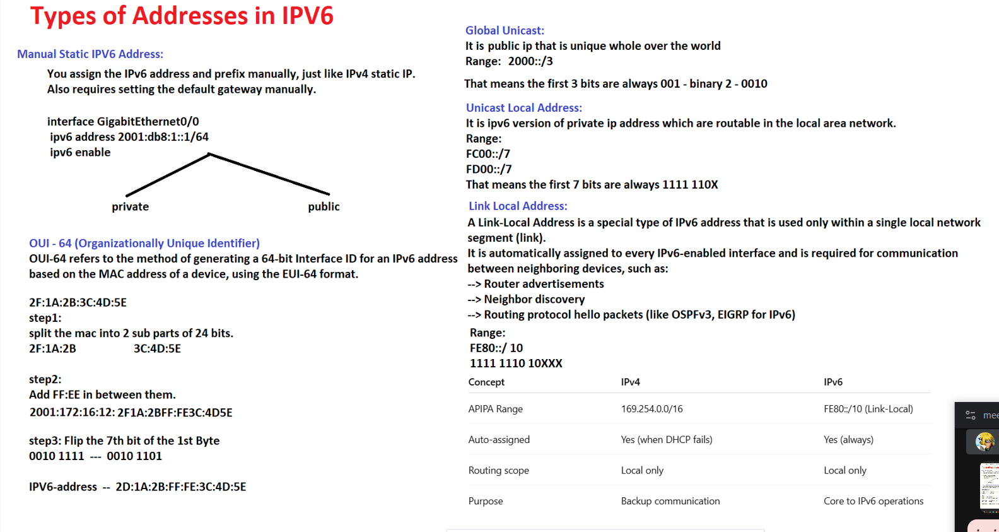 Types of Addresses in IPV6
Manual Static IPV6 Address:
You assign the IPv6 address and prefix manually, just like IPv4 static IP.
Also requires setting the default gateway manually.
interface GigabitEthernet0/0
ipv6 address 2001:db8:1::1/64
ipv6 enable
private public
OUI - 64 (Organizationally Unique Identifier)
OUI-64 refers to the method of generating a 64-bit Interface ID for an IPv6 address
based on the MAC address of a device, using the EUI-64 format.
2F:1A:2B:3C:4D:5E
step1:
split the mac into 2 sub parts of 24 bits.
2F:1A:2B 3C:4D:5E
step2:
Add FF:EE in between them.
2001:172:16:12: 2F1A:2BFF:FE3C:4D5E
step3: Flip the 7th bit of the 1st Byte
0010 1111 --- 0010 1101
IPV6-address -- 2D:1A:2B:FF:FE:3C:4D:5E
Global Unicast:
It is public ip that is unique whole over the world
Range: 2000::/3
That means the first 3 bits are always 001 - binary 2 - 0010
Unicast Local Address:
It is ipv6 version of private ip address which are routable in the local area network.
Range:
FC00::/7
FD00::/7
That means the first 7 bits are always 1111 110X
Link Local Address:
A Link-Local Address is a special type of IPv6 address that is used only within a single local network
segment (link).
It is automatically assigned to every IPv6-enabled interface and is required for communication
between neighboring devices, such as:
--> Router advertisements
--> Neighbor discovery
--> Routing protocol hello packets (like OSPFv3, EIGRP for IPv6)
Range:
FE80::/ 10
1111 1110 10XXX
Concept IPv4 IPv6
APIPA Range 169.254.0.0/16 FE80::/10 (Link-Local)
Auto-assigned Yes (when DHCP fails) Yes (always)
Routing scope Local only Local only
Purpose Backup communication Core to IPv6 operations